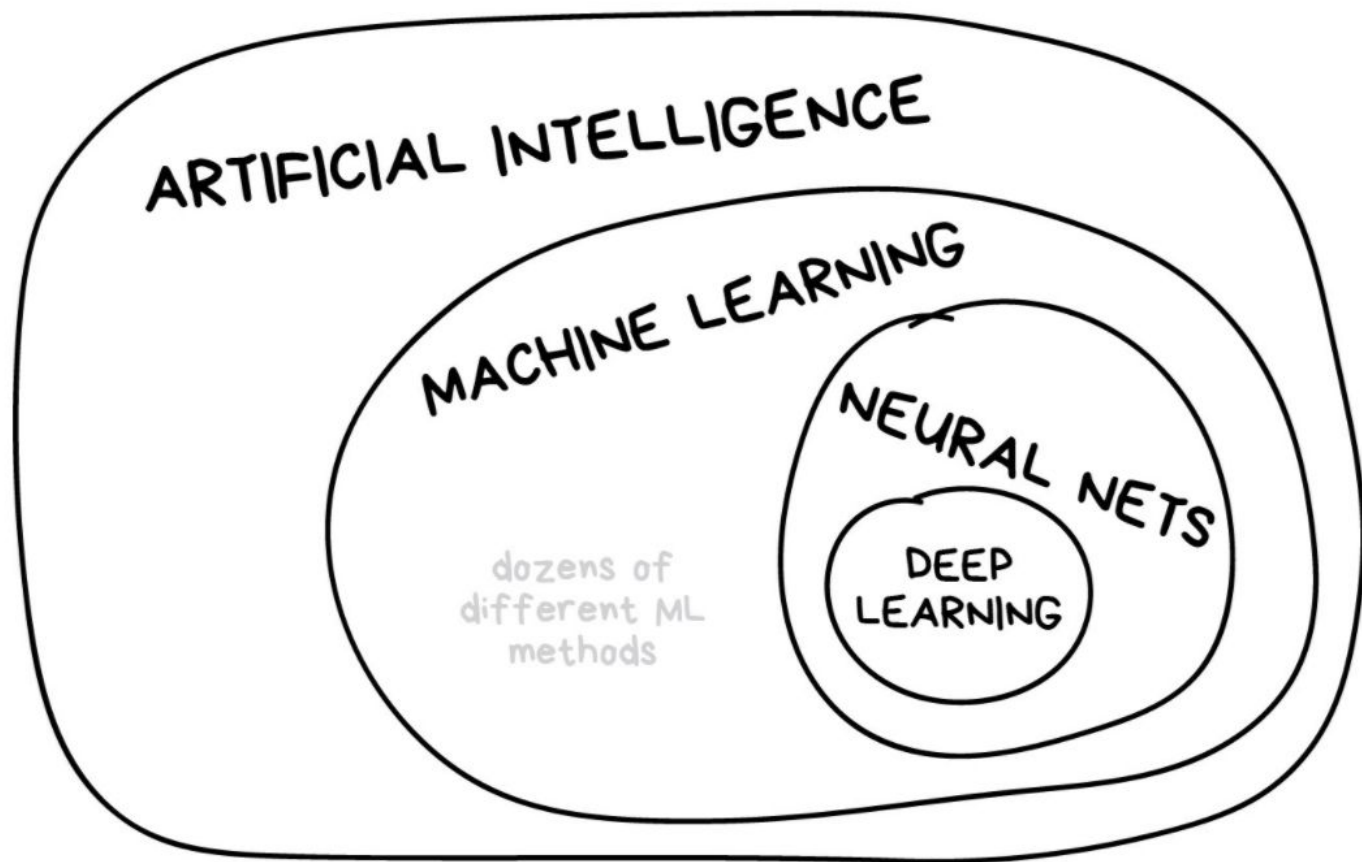 ARTIFICIAL INTELLIGENCE
MACHINE LEARNING
NEURAL NETS
DEEP
LEARNING
dozens of
different ML
methods